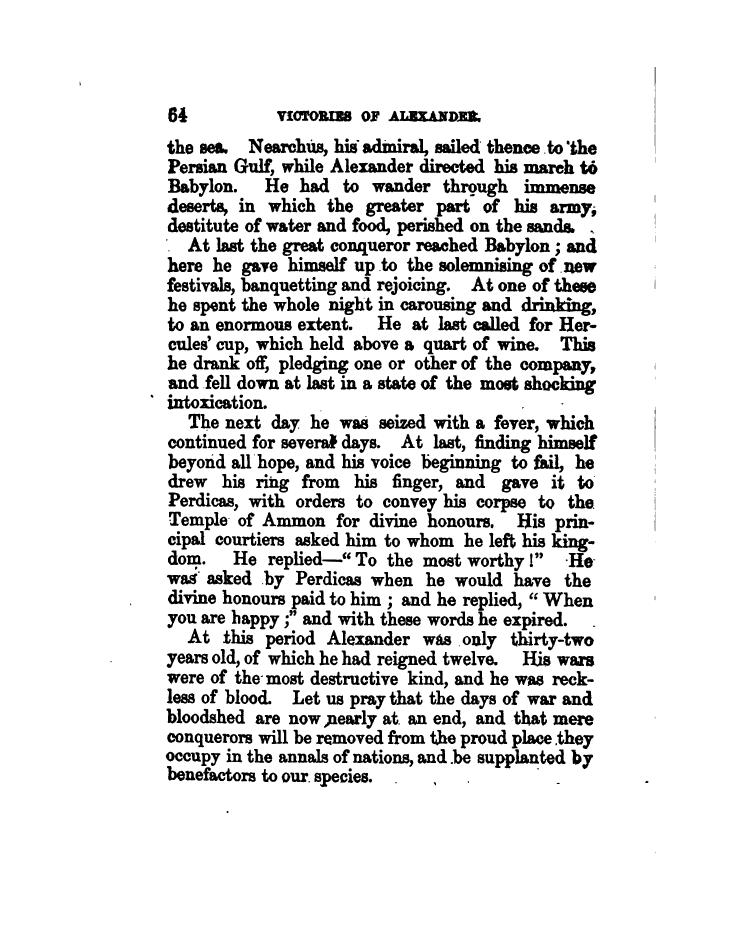 64 VICTORIES OF ALEXANDER.
the sea. Nearchus, his admiral, sailed thence to the
Persian Gulf, while Alexander directed his march to
Babylon. He had to wander through immense
deserts, in which the greater part of his army,
destitute of water and food, perished on the sands.
At last the great conqueror reached Babylon ; and
here he gave himself up to the solemnising of new
festivals, banquetting and rejoicing. At one of these
he spent the whole night in carousing and drinking,
to an enormous extent. He at last called for Her-
cules’ cup, which held above a quart of wine. This
he drank off, pledging one or other of the company,
and fell down at last in a state of the most shocking
intoxication.
The next day he was seized with a fever, which
continued for several days. At last, finding himself
beyond all hope, and his voice beginning to fail, he
drew his ring from his finger, and gave it to
Perdicas, with orders to convey his corpse to the
Temple of Ammon for divine honours. His prin-
cipal courtiers asked him to whom he left his king-
dom. He replied—“ To the most worthy !” He
was asked by Perdicas when he would have the
divine honours paid to him ; and he replied, “ When
you are happy ;” and with these words he expired.
At this period Alexander was only thirty-two
years old, of which he had reigned twelve. His wars
were of the most destructive kind, and he was reck-
less of blood. Let us pray that the days of war and
bloodshed are now nearly at an end, and that mere
conquerors will be removed from the proud place they
occupy in the annals of nations, and be supplanted by
benefactors to our species.